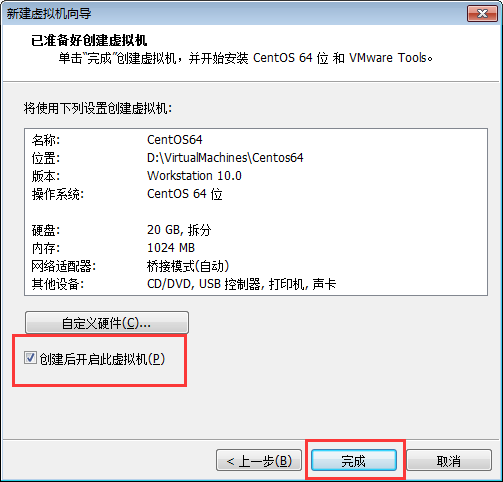 新建虚拟机向导
已准备好创建虚拟机
单击"完成"创建虚拟机，并开始安装 CentOS 64 位 和 VMware Tools。
将使用下列设置创建虚拟机:
名称: CentOS64
位置: D:\VirtualMachines\Centos64
版本: Workstation 10.0
操作系统: CentOS 64 位
硬盘: 20 GB, 拆分
内存: 1024 MB
网络适配器: 桥接模式(自动)
其他设备: CD/DVD, USB 控制器, 打印机, 声卡
自定义硬件(C)...
创建后开启此虚拟机(P)
< 上一步(B) 完成 取消